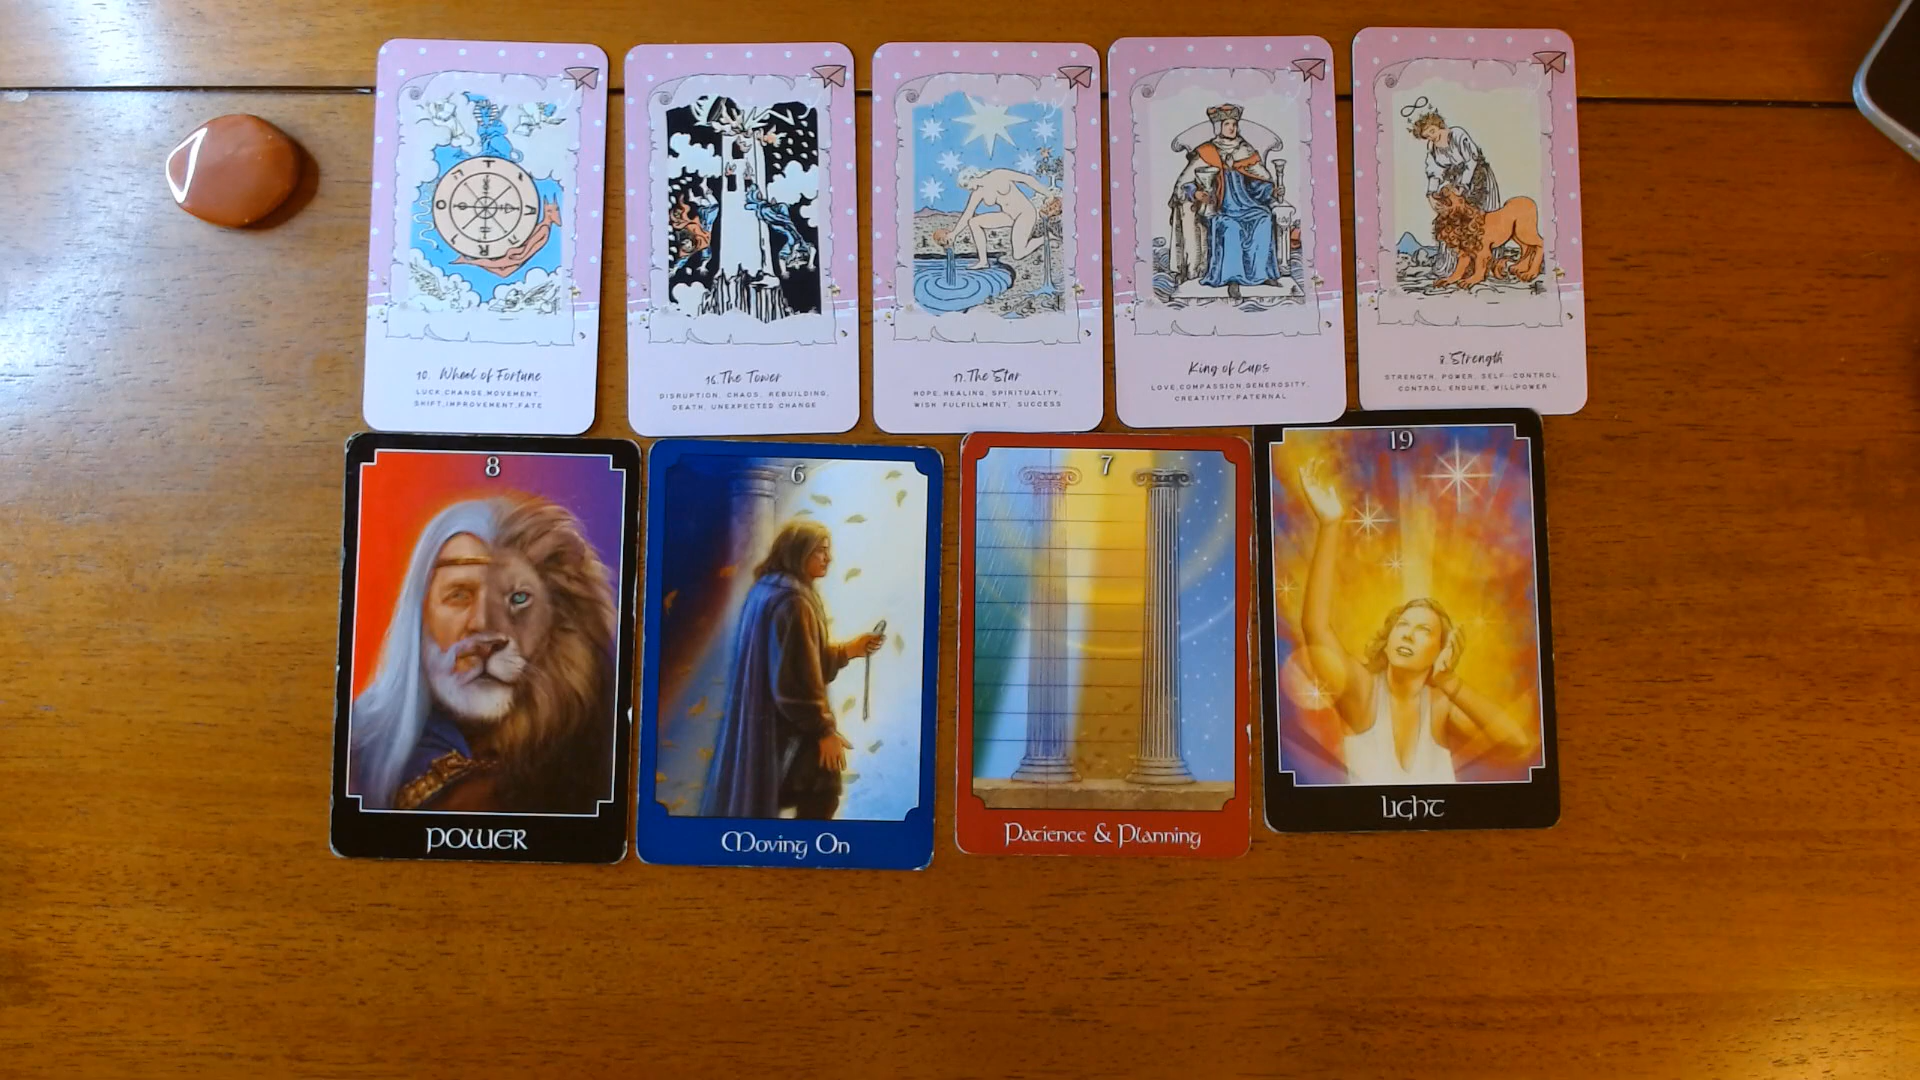 10. Wheel of Fortune
LUCK,CHANGE,MOVEMENT,
SHIFT,IMPROVEMENT,FATE
16.The Tower
DISRUPTION, CHAOS, REBUILDING,
DEATH, UNEXPECTED CHANGE
17.The Star
HOPE,HEALING, SPIRITUALITY,
WISH FULFILLMENT, SUCCESS
King of Cups
LOVE,COMPASSION,GENEROSITY,
CREATIVITY,PATERNAL
8.Strength
STRENGTH, POWER, SELF-CONTROL,
CONTROL, ENDURE, WILLPOWER
8
POWER
6
Moving On
7
Patience & Planning
19
Light